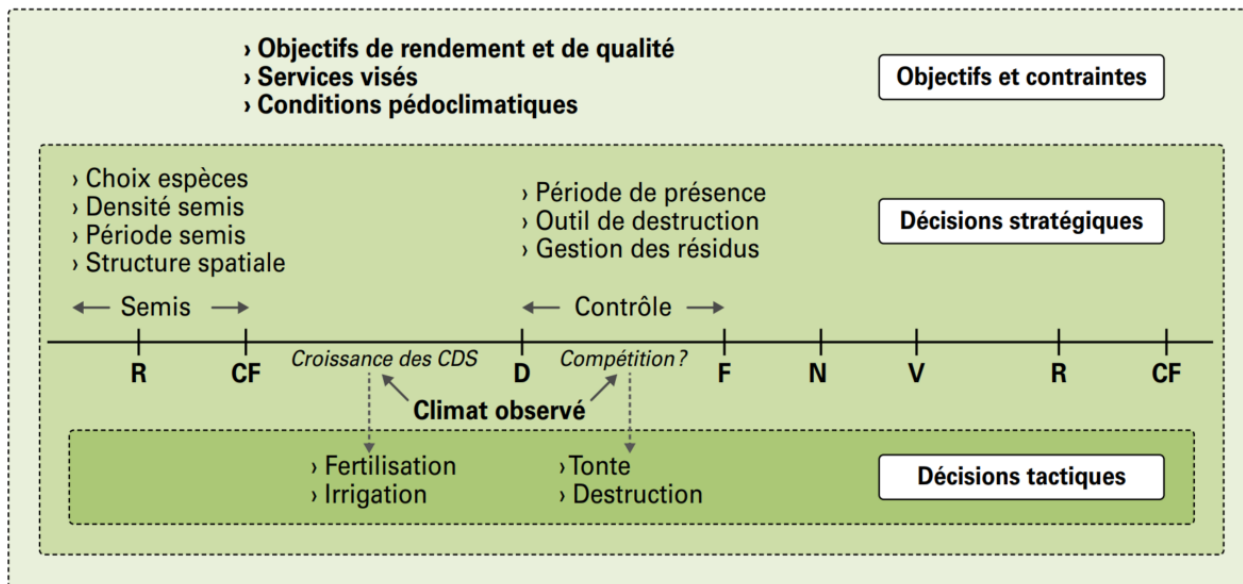 › Objectifs de rendement et de qualité
› Services visés
› Conditions pédoclimatiques
Objectifs et contraintes
› Choix espèces
› Densité semis
› Période semis
› Structure spatiale
› Période de présence
› Outil de destruction
› Gestion des résidus
Décisions stratégiques
Semis
Contrôle
Croissance des CDS
Compétition ?
R CF D F N V R CF
Climat observé
› Fertilisation
› Irrigation
› Tonte
› Destruction
Décisions tactiques